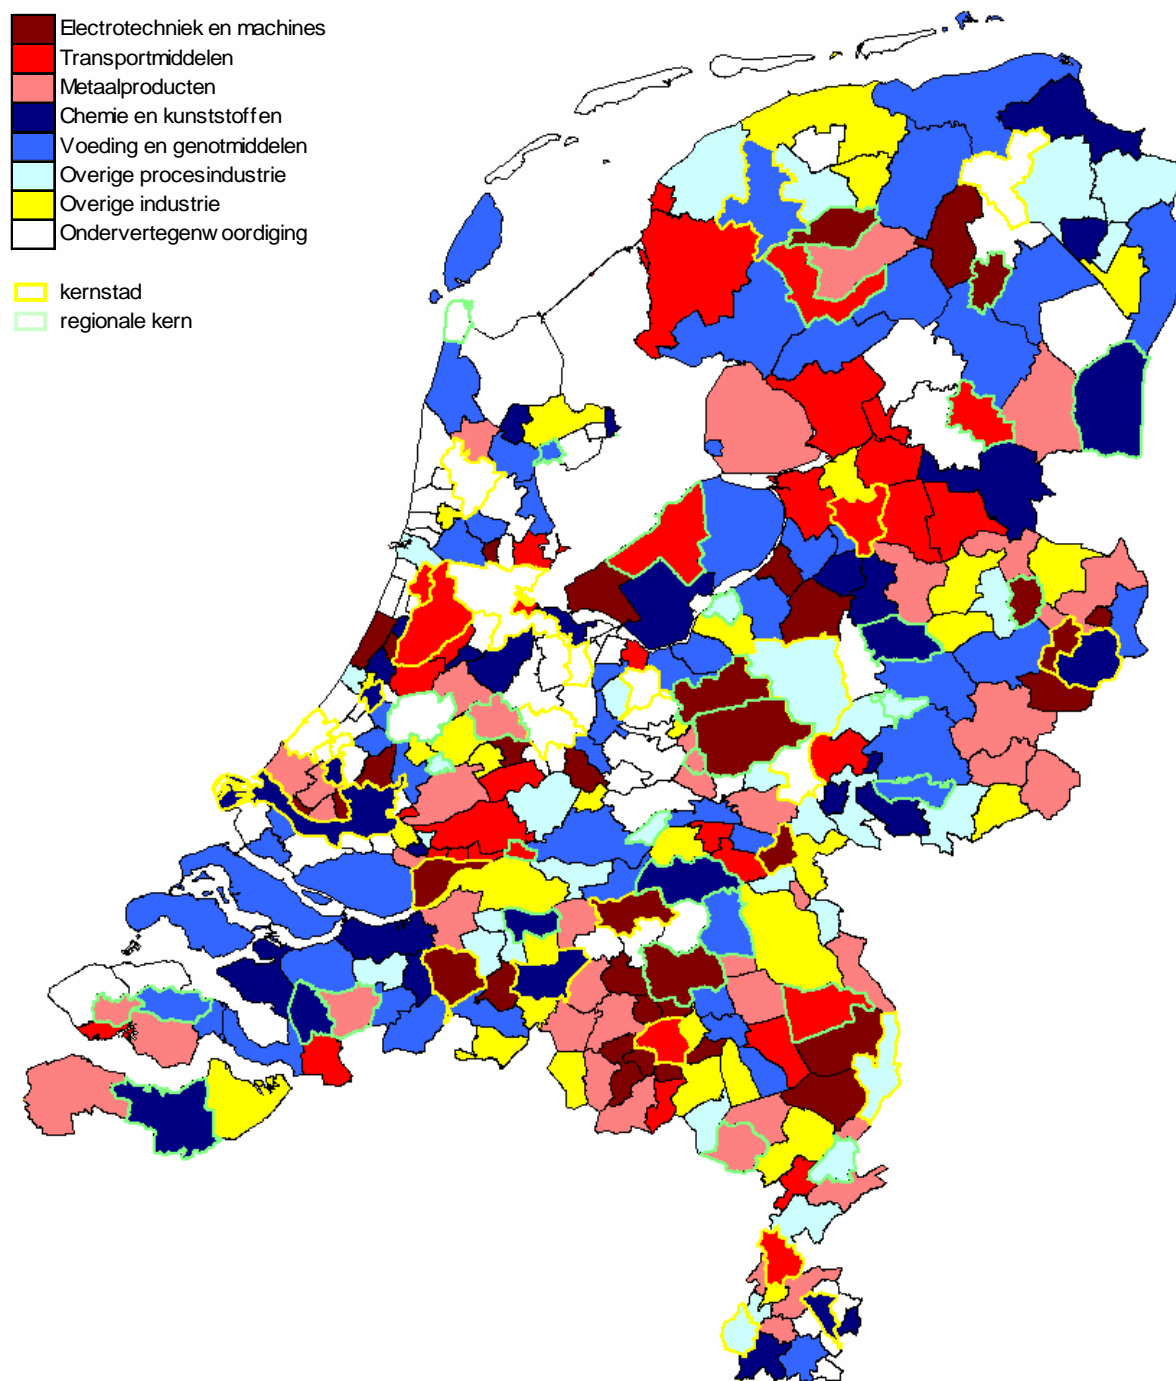 Electrotechniek en machines
Transportmiddelen
Metaalproducten
Chemie en kunststoffen
Voeding en genotmiddelen
Overige procesindustrie
Overige industrie
Ondervertegenwoordiging
kernstad
regionale kern